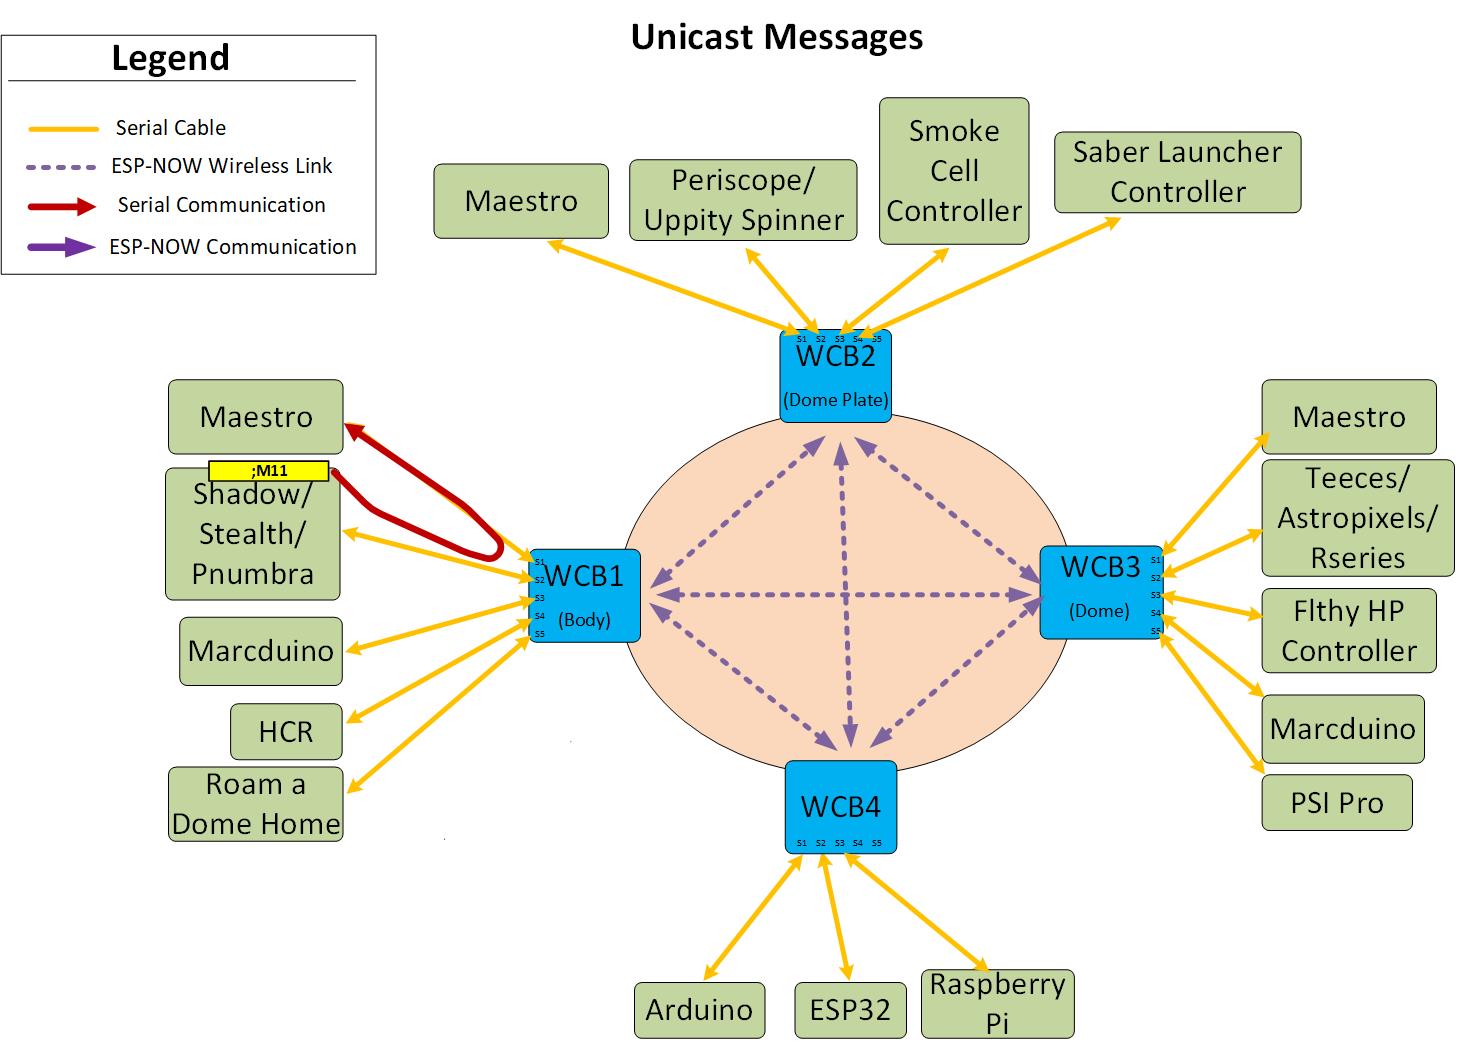 Unicast Messages
Legend
Serial Cable
ESP-NOW Wireless Link
Serial Communication
ESP-NOW Communication
Maestro
Periscope/
Uppity Spinner
Smoke
Cell
Controller
Saber Launcher
Controller
S1 S2 S3 S4 S5
WCB2
(Dome Plate)
Maestro
;M11
Shadow/
Stealth/
Pnumbra
Marcduino
HCR
Roam a
Dome Home
S1
S2
S3
S4
S5
WCB1
(Body)
WCB3
(Dome)
S1
S2
S3
S4
S5
Maestro
Teeces/
Astropixels/
Rseries
Flthy HP
Controller
Marcduino
PSI Pro
WCB4
S1 S2 S3 S4 S5
Arduino
ESP32
Raspberry
Pi